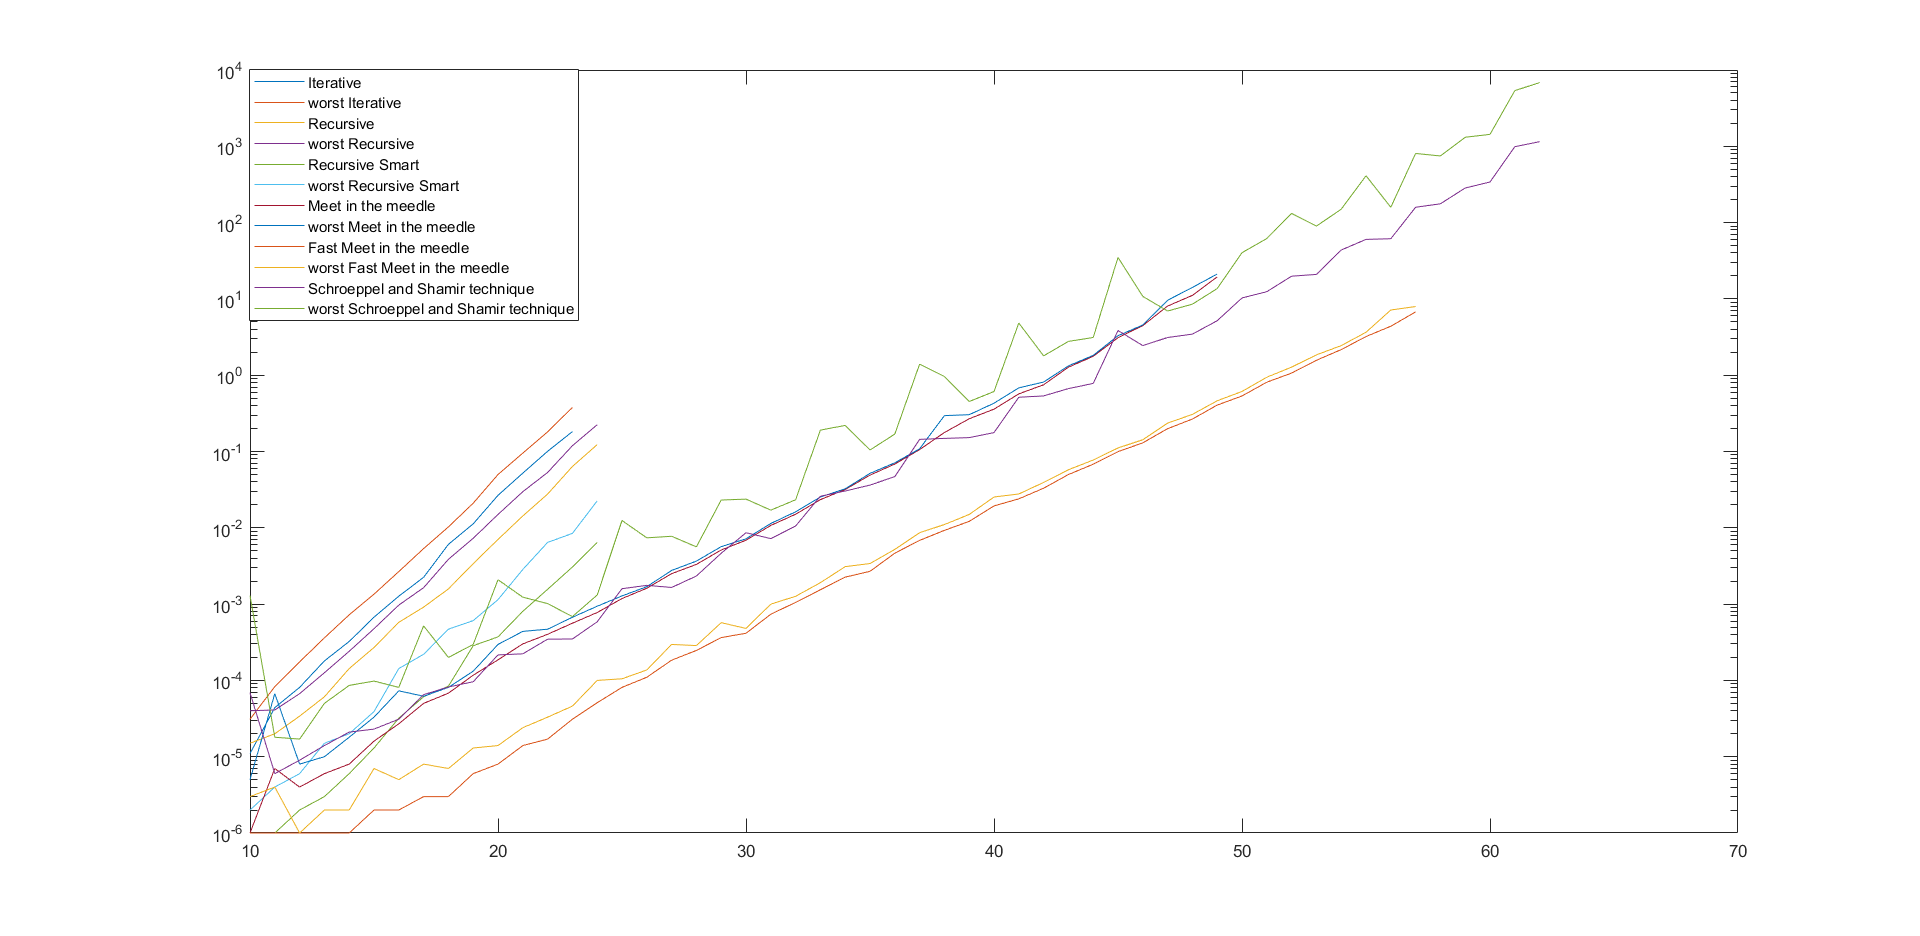 10^4
10^3
10^2
10^1
10^0
10^-1
10^-2
10^-3
10^-4
10^-5
10^-6
Iterative
worst Iterative
Recursive
worst Recursive
Recursive Smart
worst Recursive Smart
Meet in the meedle
worst Meet in the meedle
Fast Meet in the meedle
worst Fast Meet in the meedle
Schroeppel and Shamir technique
worst Schroeppel and Shamir technique
10 20 30 40 50 60 70